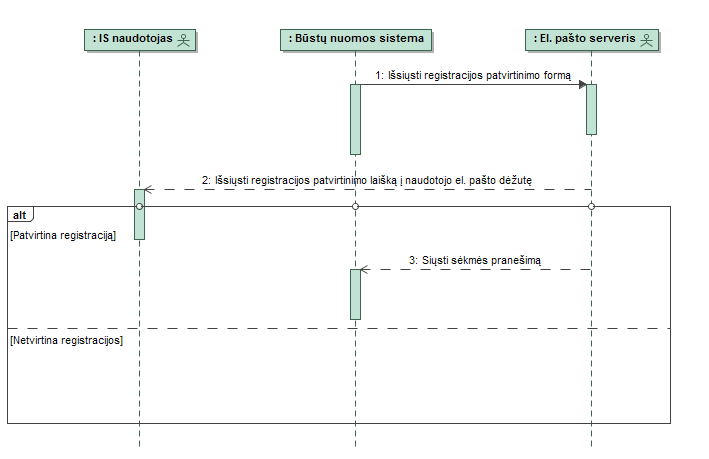 : IS naudotojas
: Būstų nuomos sistema
: El. pašto serveris
1: Išsiųsti registracijos patvirtinimo formą
2: Išsiųsti registracijos patvirtinimo laišką į naudotojo el. pašto dėžutę
alt
[Patvirtina registraciją]
3: Siųsti sėkmės pranešimą
[Netvirtina registracijos]